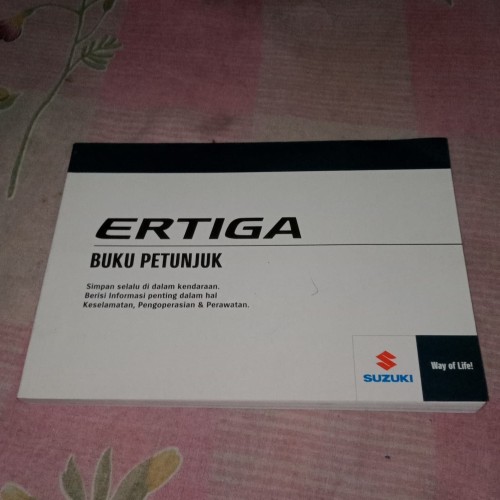 ERTIGA
BUKU PETUNJUK
Simpan selalu di dalam kendaraan.
Berisi Informasi penting dalam hal
Keselamatan, Pengoperasian & Perawatan.
SUZUKI
Way of Life!